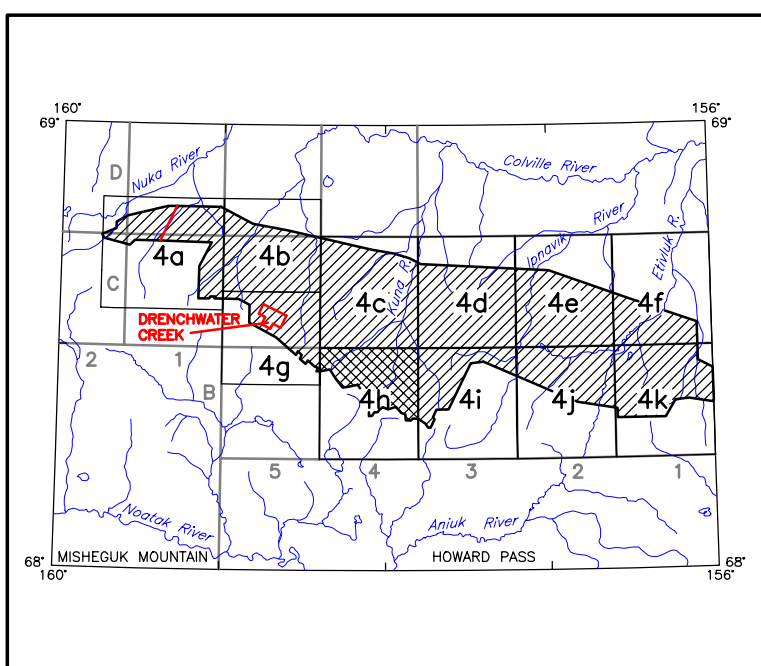 160°
156°
69°
69°
D
Nuka River
Colville River
Ipnavik River
Etivluk R.
Kuna R.
4a
4b
4c
4d
4e
4f
C
DRENCHWATER
CREEK
2
1
4g
B
4h
4i
4j
4k
5
4
3
2
1
Noatak River
Aniuk River
68°
MISHEGUK MOUNTAIN
HOWARD PASS
68°
160°
156°